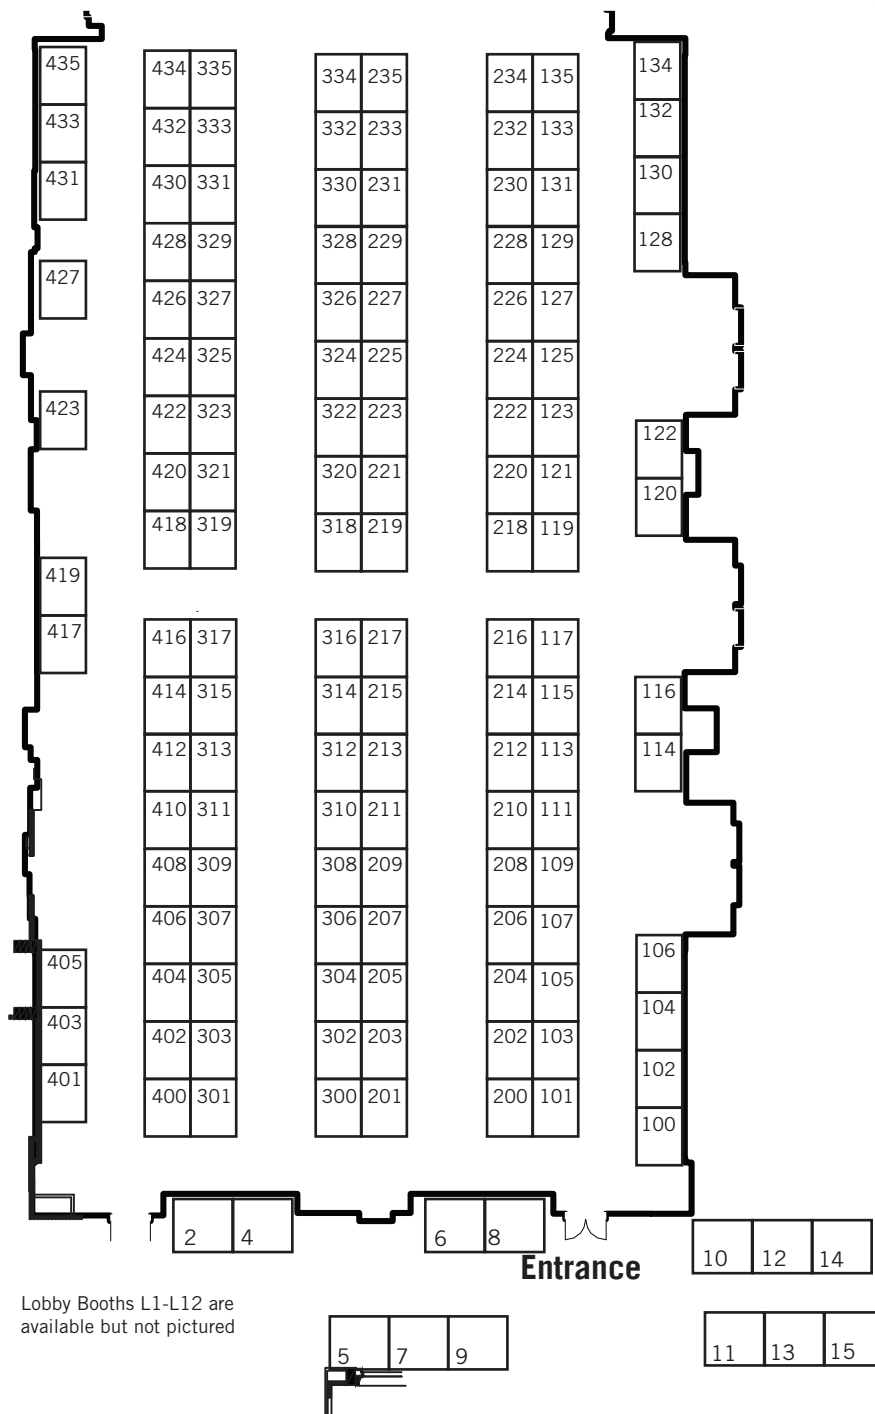 435 434 335 334 235 234 135 134
433 432 333 332 233 232 133 132
431 430 331 330 231 230 131 130
428 329 328 229 228 129 128
427 426 327 326 227 226 127
424 325 324 225 224 125
423 422 323 322 223 222 123 122
420 321 320 221 220 121 120
418 319 318 219 218 119
419
417 416 317 316 217 216 117
414 315 314 215 214 115 116
412 313 312 213 212 113 114
410 311 310 211 210 111
408 309 308 209 208 109
406 307 306 207 206 107 106
405 404 305 304 205 204 105
403 402 303 302 203 202 103 104
401 400 301 300 201 200 101 102
100
2 4 6 8
10 12 14
Entrance
Lobby Booths L1-L12 are
available but not pictured
5 7 9 11 13 15